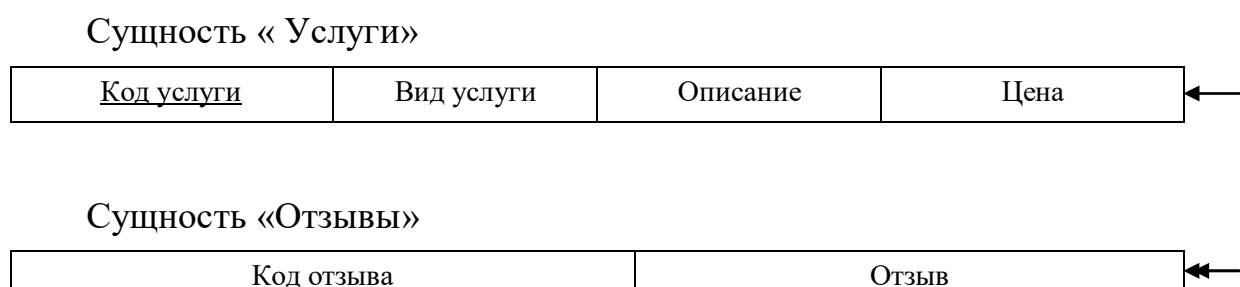 Сущность « Услуги»
Код услуги Вид услуги Описание Цена
Сущность «Отзывы»
Код отзыва Отзыв